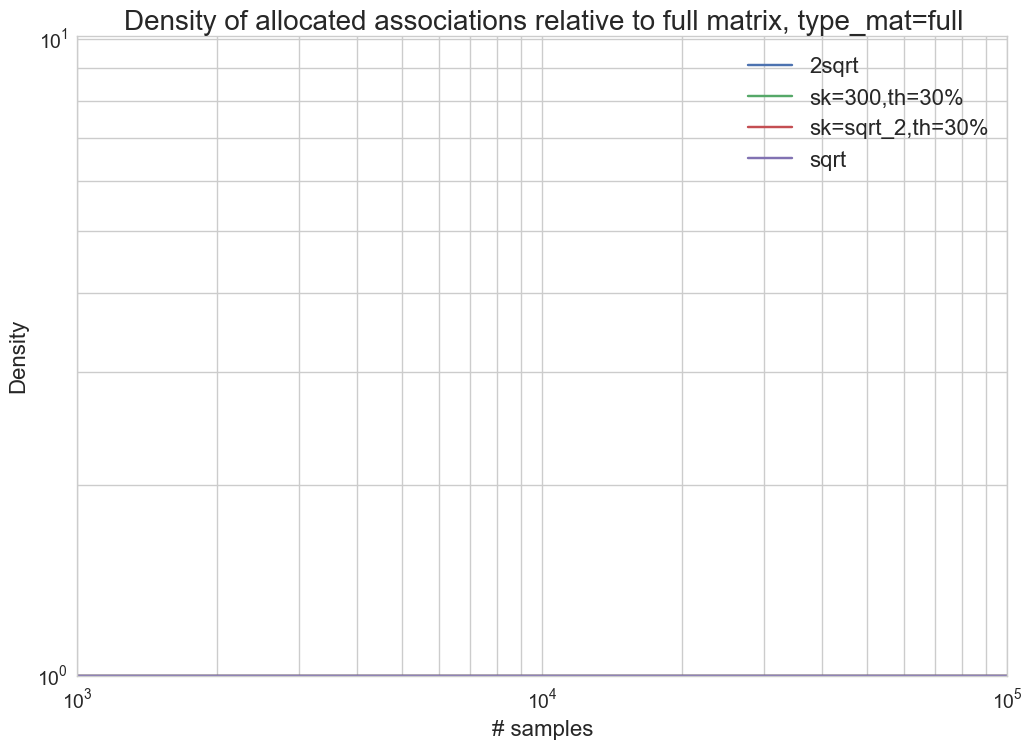 Density of allocated associations relative to full matrix, type_mat=full
10^1
2sqrt
sk=300,th=30%
sk=sqrt_2,th=30%
sqrt
Density
10^0
10^3
10^4
10^5
# samples